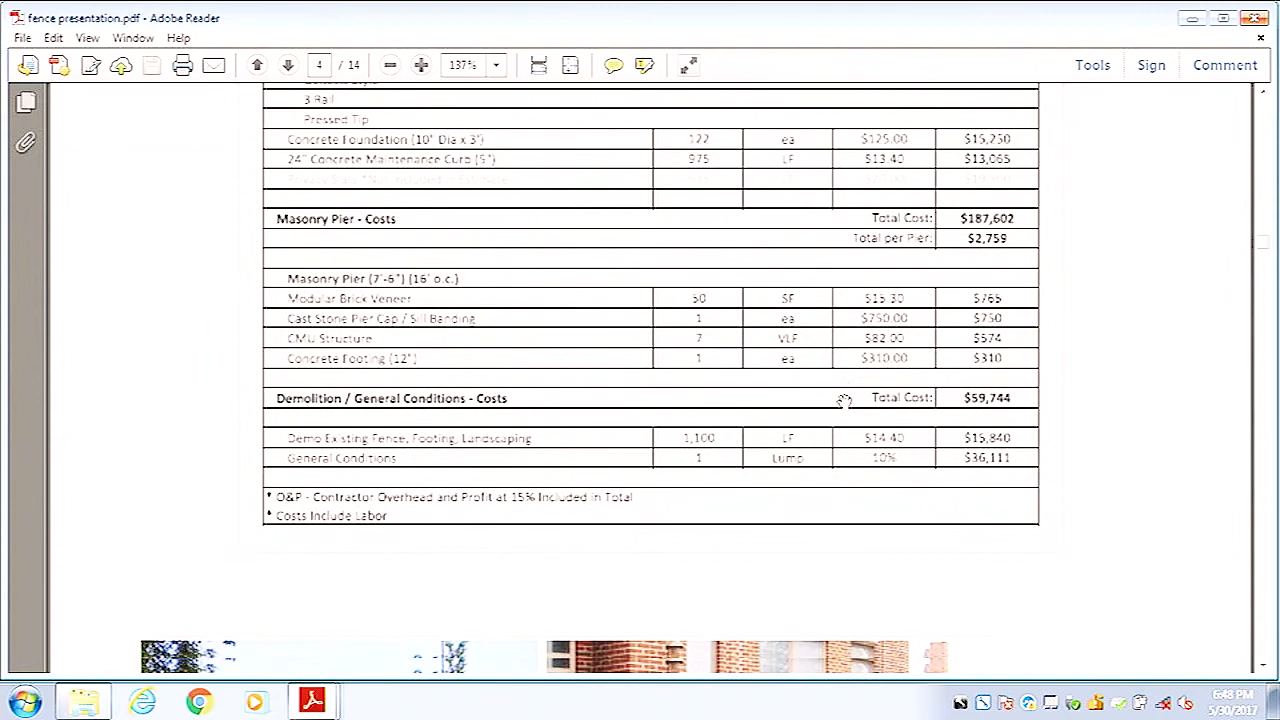 fence presentation.pdf - Adobe Reader
File Edit View Window Help
4 / 14 137% Tools Sign Comment
3 Rail
Pressed Tip
Concrete Foundation (10" Dia x 3') 122 ea $125.00 $15,250
24" Concrete Maintenance Curb (5") 975 LF $13.40 $13,065
Masonry Pier - Costs Total Cost: $187,602
Total per Pier: $2,759
Masonry Pier (7'-6") (16' o.c.)
Modular Brick Veneer 50 SF $15.30 $765
Cast Stone Pier Cap / Sill Banding 1 ea $750.00 $750
CMU Structure 7 VLF $82.00 $574
Concrete Footing (12") 1 ea $310.00 $310
Demolition / General Conditions - Costs Total Cost: $59,744
Demo Existing Fence, Footing, Landscaping 1,100 LF $14.40 $15,840
General Conditions 1 Lump 10% $36,111
* O&P - Contractor Overhead and Profit at 15% Included in Total
* Costs Include Labor
6:48 PM
5/30/2017